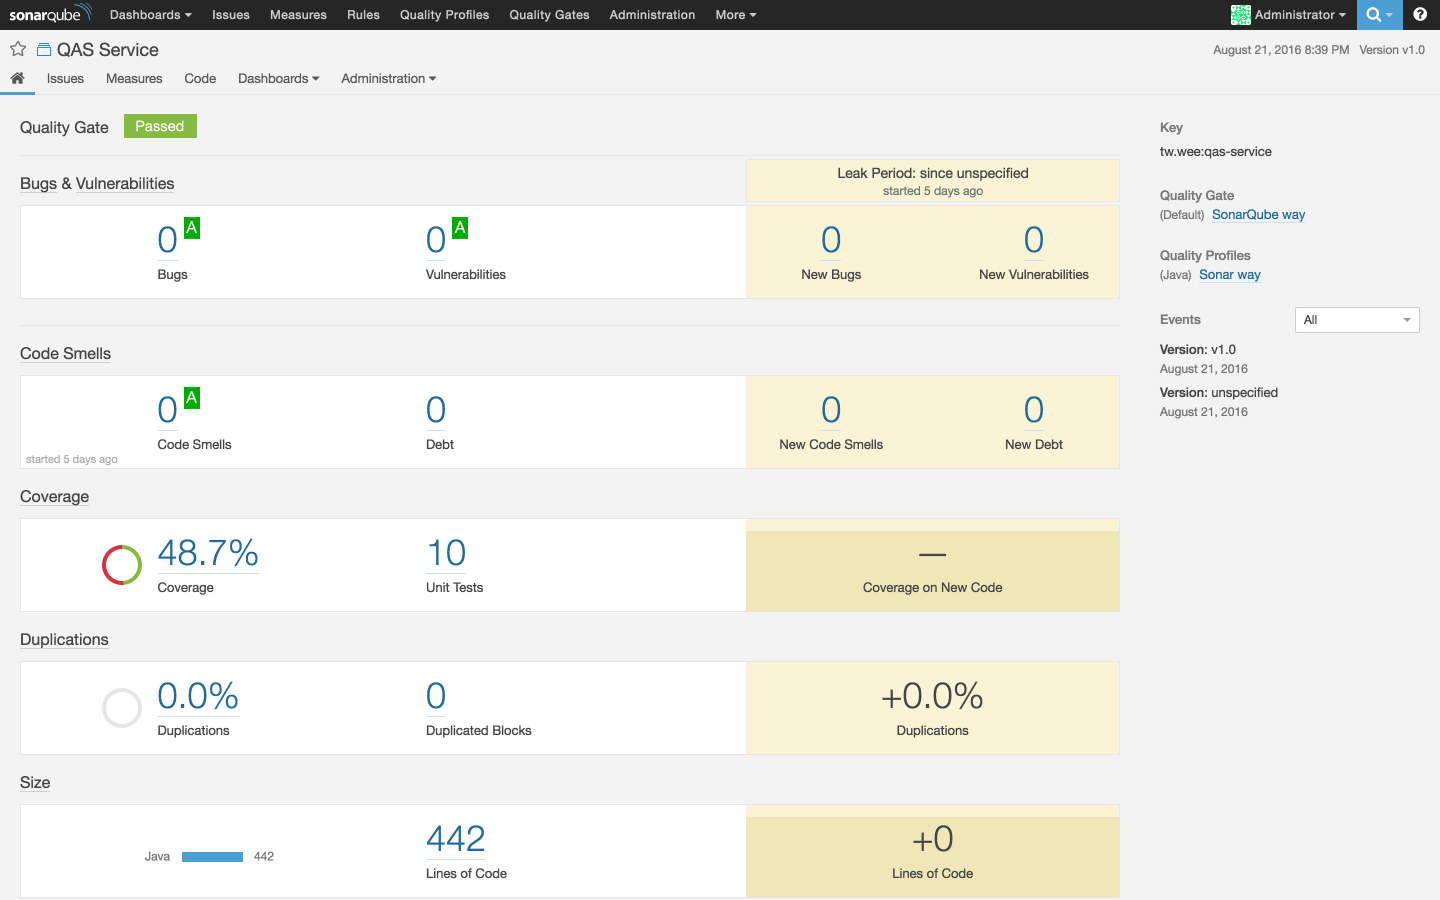 sonarqube Dashboards Issues Measures Rules Quality Profiles Quality Gates Administration More Administrator
QAS Service August 21, 2016 8:39 PM Version v1.0
Issues Measures Code Dashboards Administration
Quality Gate Passed
Bugs & Vulnerabilities
Leak Period: since unspecified
started 5 days ago
0 A 0 A 0 0
Bugs Vulnerabilities New Bugs New Vulnerabilities
Code Smells
0 A 0 0 0
Code Smells Debt New Code Smells New Debt
started 5 days ago
Coverage
48.7% 10 —
Coverage Unit Tests Coverage on New Code
Duplications
0.0% 0 +0.0%
Duplications Duplicated Blocks Duplications
Size
Java 442 442 +0
Lines of Code Lines of Code
Key
tw.wee:qas-service
Quality Gate
(Default) SonarQube way
Quality Profiles
(Java) Sonar way
Events All
Version: v1.0
August 21, 2016
Version: unspecified
August 21, 2016